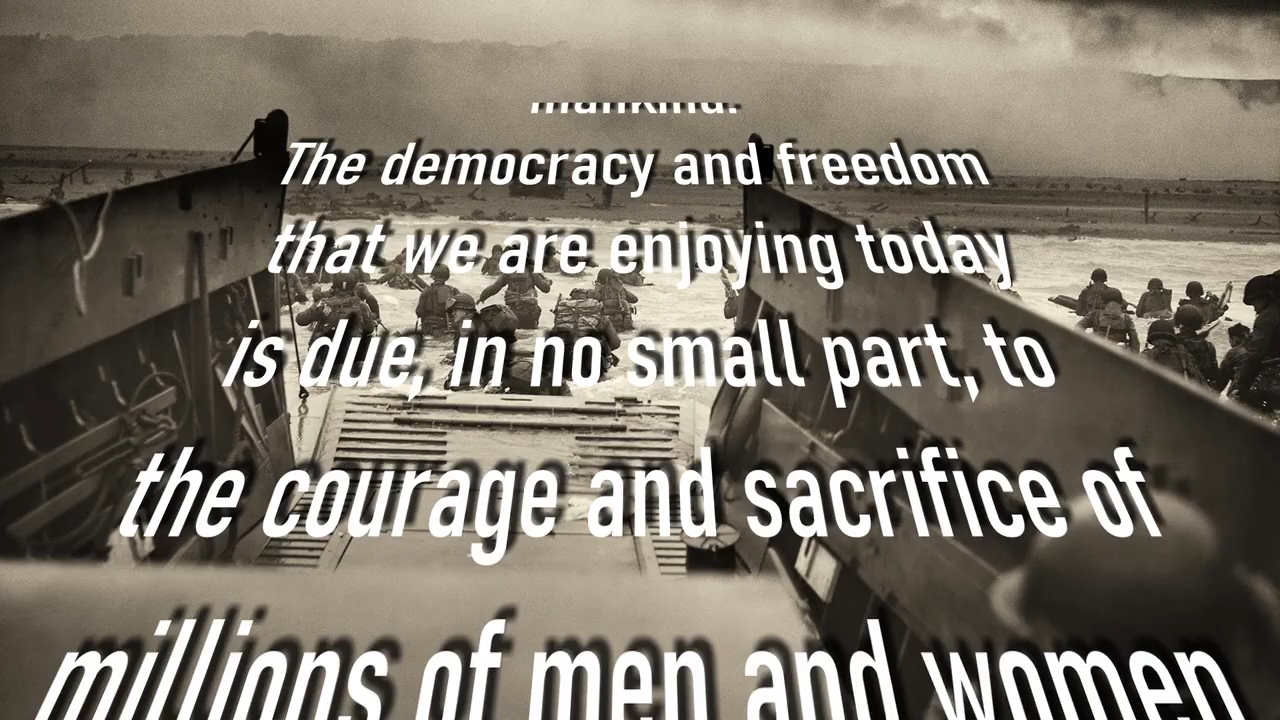 mankind.
The democracy and freedom
that we are enjoying today
is due, in no small part, to
the courage and sacrifice of
millions of men and women